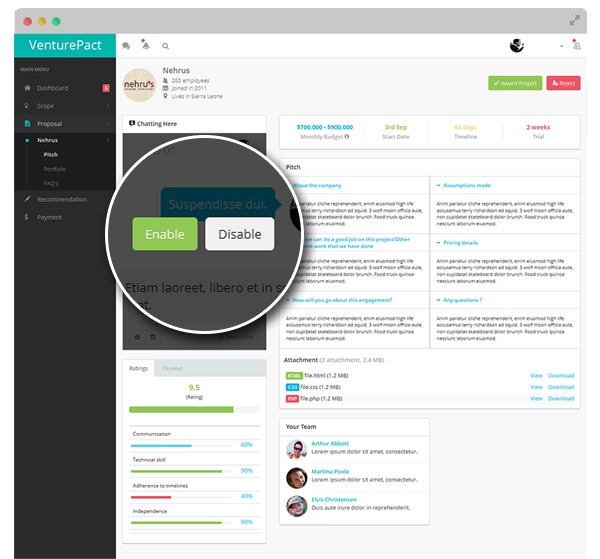 VenturePact
MAIN MENU
Dashboard
Scope
Proposal
Nehrus
Pitch
Portfolio
FAQ's
Recommendation
$ Payment
nehrus
Nehrus
250 employees
Joined in 2011
Lives in Sierra Leone
Award Project
Reject
Chatting Here
Suspendisse dui.
Enable
Disable
Etiam laoreet, libero et in
$700,000 - $900,000
Monthly Budget
3rd Sep
Start Date
66 days
Timeline
2 weeks
Trial
Pitch
About the company
Anim pariatur cliche reprehenderit, enim eiusmod high life
accusamus terry richardson ad squid. 3 wolf moon officia aute,
non cupidatat skateboard dolor brunch. Food truck quinoa
nesciunt laborum eiusmod.
Assumptions made
Anim pariatur cliche reprehenderit, enim eiusmod high life
accusamus terry richardson ad squid. 3 wolf moon officia aute,
non cupidatat skateboard dolor brunch. Food truck quinoa
nesciunt laborum eiusmod.
we can do a good job on this project/Other
work that we have done
Anim pariatur cliche reprehenderit, enim eiusmod high life
accusamus terry richardson ad squid. 3 wolf moon officia aute,
non cupidatat skateboard dolor brunch. Food truck quinoa
nesciunt laborum eiusmod.
Pricing details
Anim pariatur cliche reprehenderit, enim eiusmod high life
accusamus terry richardson ad squid. 3 wolf moon officia aute,
non cupidatat skateboard dolor brunch. Food truck quinoa
nesciunt laborum eiusmod.
How will you go about this engagement?
Anim pariatur cliche reprehenderit, enim eiusmod high life
accusamus terry richardson ad squid. 3 wolf moon officia aute,
non cupidatat skateboard dolor brunch. Food truck quinoa
nesciunt laborum eiusmod.
Any questions ?
Anim pariatur cliche reprehenderit, enim eiusmod high life
accusamus terry richardson ad squid. 3 wolf moon officia aute,
non cupidatat skateboard dolor brunch. Food truck quinoa
nesciunt laborum eiusmod.
Attachment (3 attachment, 2.4 MB)
HTML file.html (1.2 MB) View Download
CSS file.css (1.2 MB) View Download
PHP file.php (1.2 MB) View Download
Ratings
Reviews
9.5
(Rating)
Communication
60%
Technical skill
90%
Adherence to timelines
40%
Independence
90%
Your Team
Arthur Abbott
Lorem ipsum dolor sit amet, consectetur.
Martina Poole
Lorem ipsum dolor sit amet, consectetur.
Elvis Christensen
Duis aute irure dolor in reprehenderit.